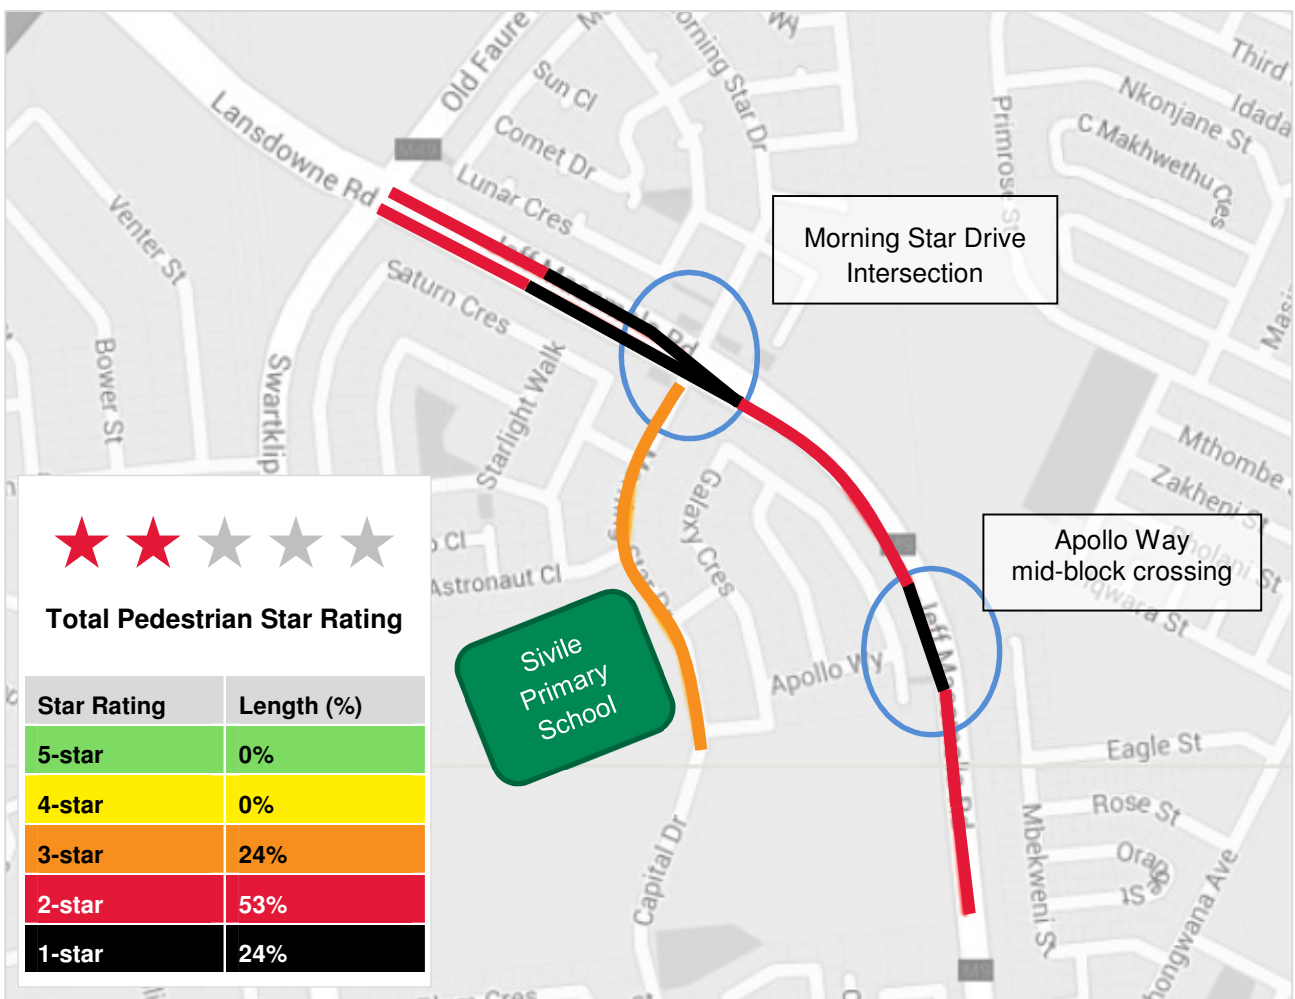 Old Faure
Morning Star Dr
Sun Cl
Comet Dr
Lunar Cres
Lansdowne Rd
M49
Third
Idada
Nkonjane St
C Makhwethu Cres
Primrose St
Venter St
Saturn Cres
Morning Star Drive
Intersection
Bower St
Swartklip
Starlight Walk
Galaxy Cres
Mthombe
Zakheni St
Apollo Way
mid-block crossing
Cl
Astronaut Cl
Total Pedestrian Star Rating
Sivile
Primary
School
Apollo Wy
Star Rating Length (%)
5-star 0%
4-star 0%
3-star 24%
2-star 53%
1-star 24%
Eagle St
Rose St
Mbekweni St
Capital Dr